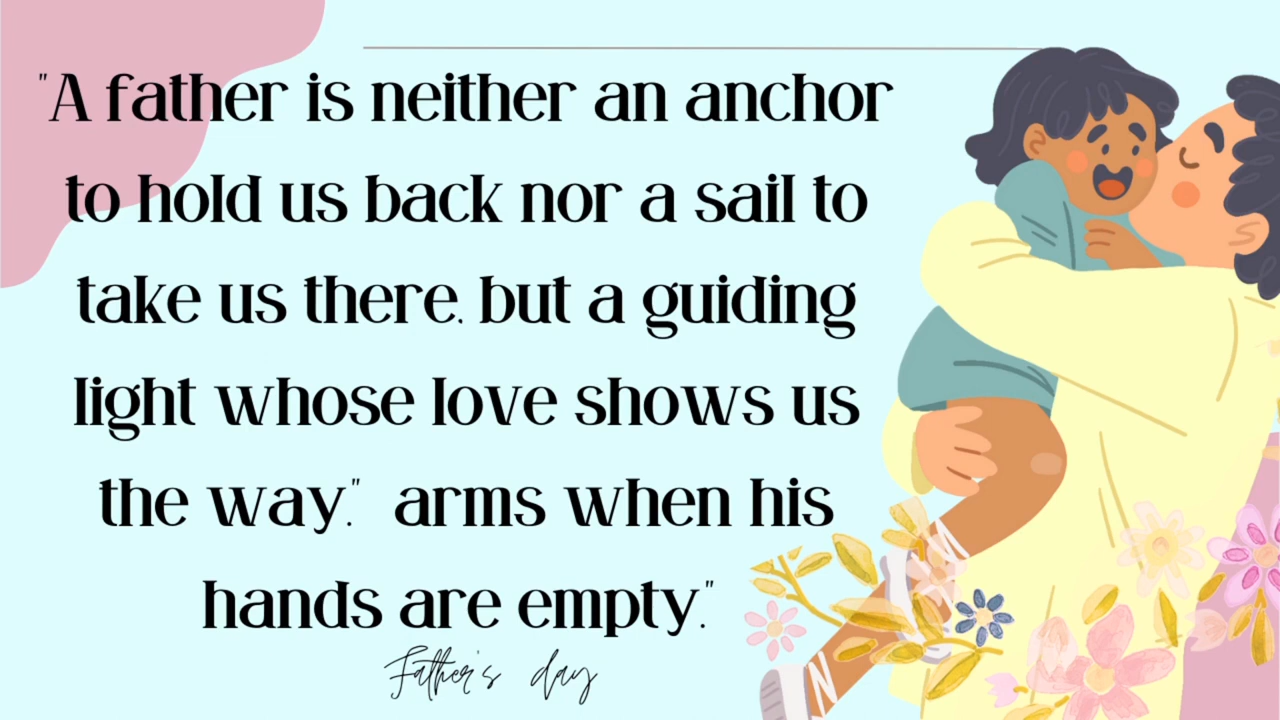 "A father is neither an anchor
to hold us back nor a sail to
take us there, but a guiding
light whose love shows us
the way."  arms when his
hands are empty."
Father's day